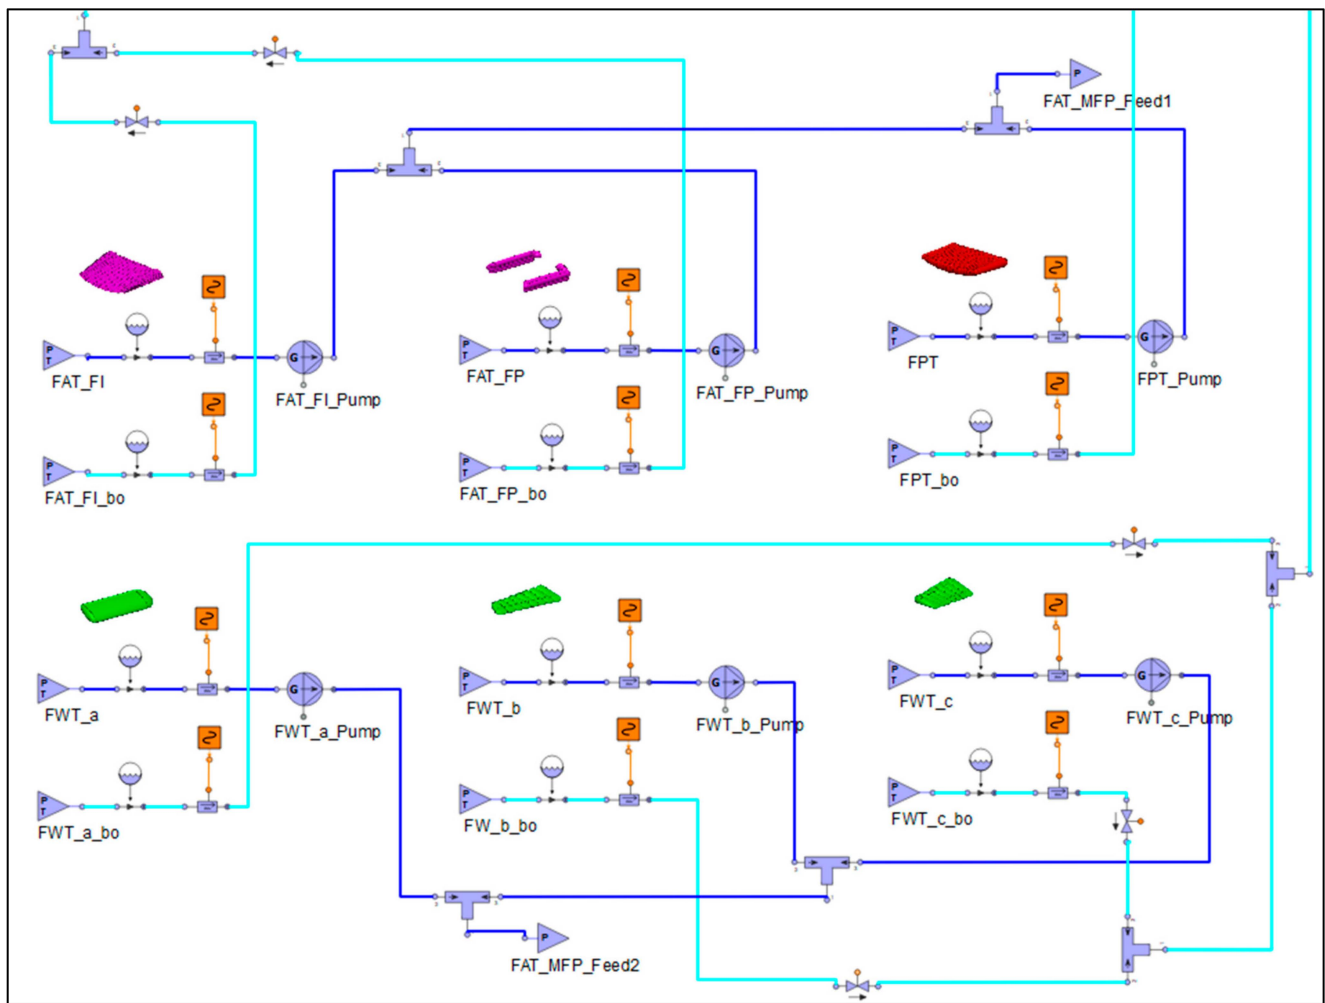 P
FAT_MFP_Feed1
P
T
FAT_FI
G
FAT_FI_Pump
P
T
FAT_FP
G
FAT_FP_Pump
P
T
FPT
G
FPT_Pump
P
T
FAT_FI_bo
P
T
FAT_FP_bo
P
T
FPT_bo
P
T
FWT_a
G
FWT_a_Pump
P
T
FWT_b
G
FWT_b_Pump
P
T
FWT_c
G
FWT_c_Pump
P
T
FWT_a_bo
P
T
FW_b_bo
P
T
FWT_c_bo
P
FAT_MFP_Feed2